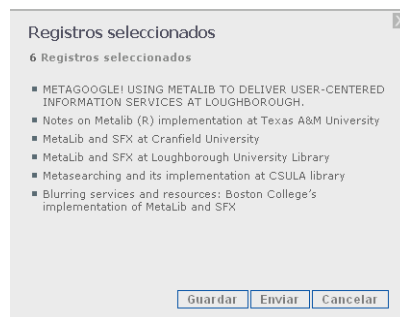 Registros seleccionados
6 Registros seleccionados
METAGOOGLE! USING METALIB TO DELIVER USER-CENTERED
INFORMATION SERVICES AT LOUGHBOROUGH.
Notes on Metalib (R) implementation at Texas A&M University
MetaLib and SFX at Cranfield University
MetaLib and SFX at Loughborough University Library
Metasearching and its implementation at CSULA library
Blurring services and resources: Boston College's
implementation of MetaLib and SFX
Guardar Enviar Cancelar